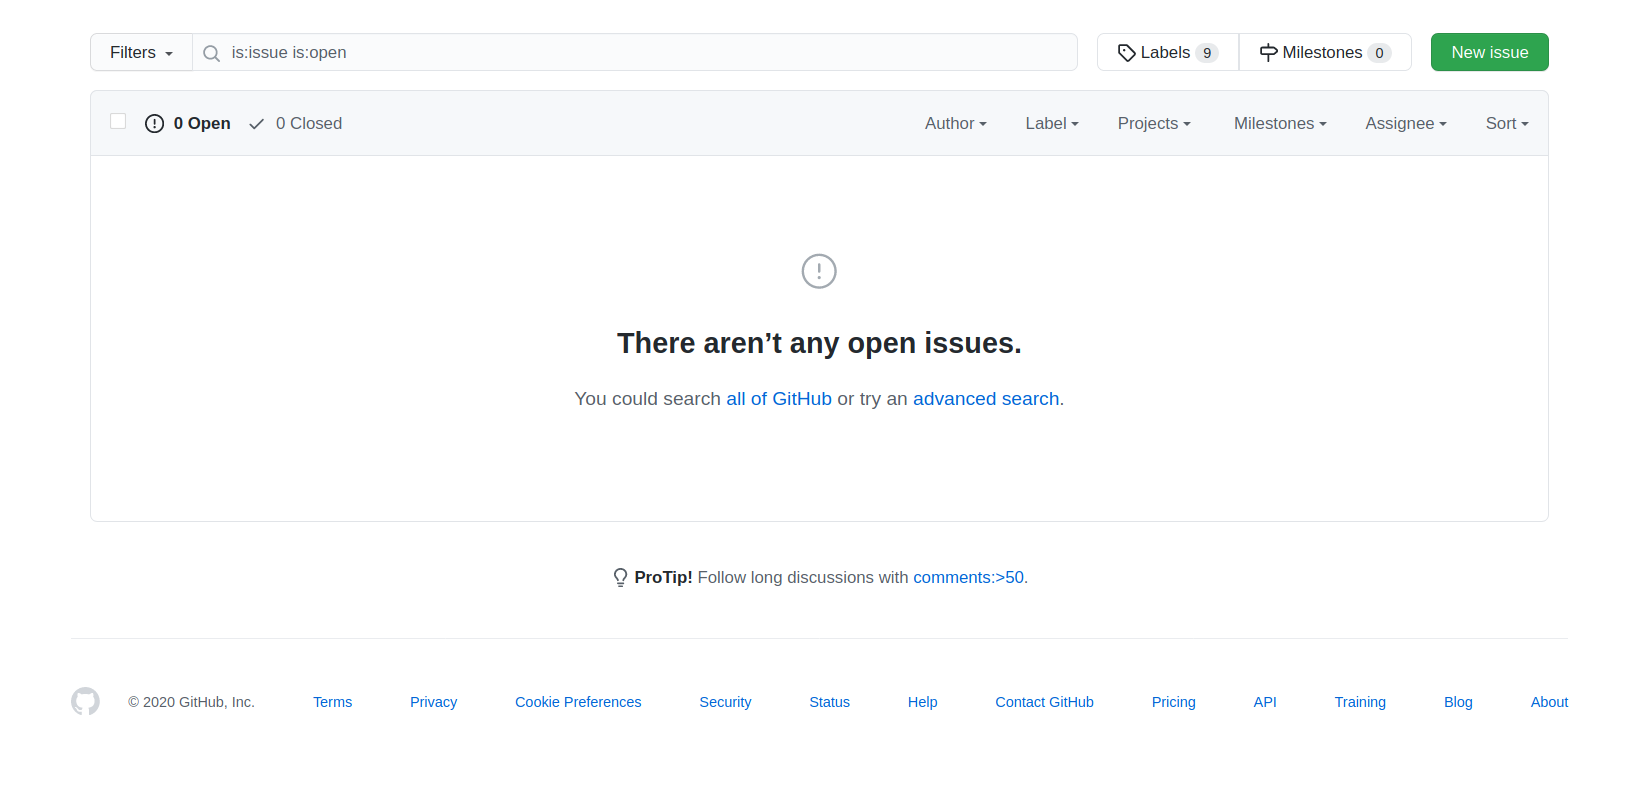 Filters is:issue is:open Labels 9 Milestones 0 New issue
0 Open 0 Closed Author Label Projects Milestones Assignee Sort
There aren’t any open issues.
You could search all of GitHub or try an advanced search.
ProTip! Follow long discussions with comments:>50.
© 2020 GitHub, Inc. Terms Privacy Cookie Preferences Security Status Help Contact GitHub Pricing API Training Blog About